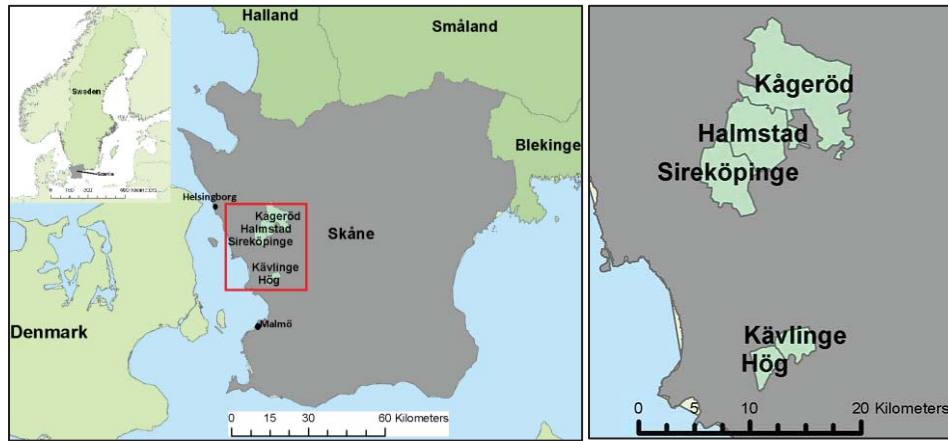 Halland
Småland
Sweden
Blekinge
Helsingborg
Kågeröd
Halmstad
Sireköpinge
Skåne
Kävlinge
Hög
Denmark
Malmö
0 15 30 60 Kilometers
Kågeröd
Halmstad
Sireköpinge
Kävlinge
Hög
0 5 10 20 Kilometers